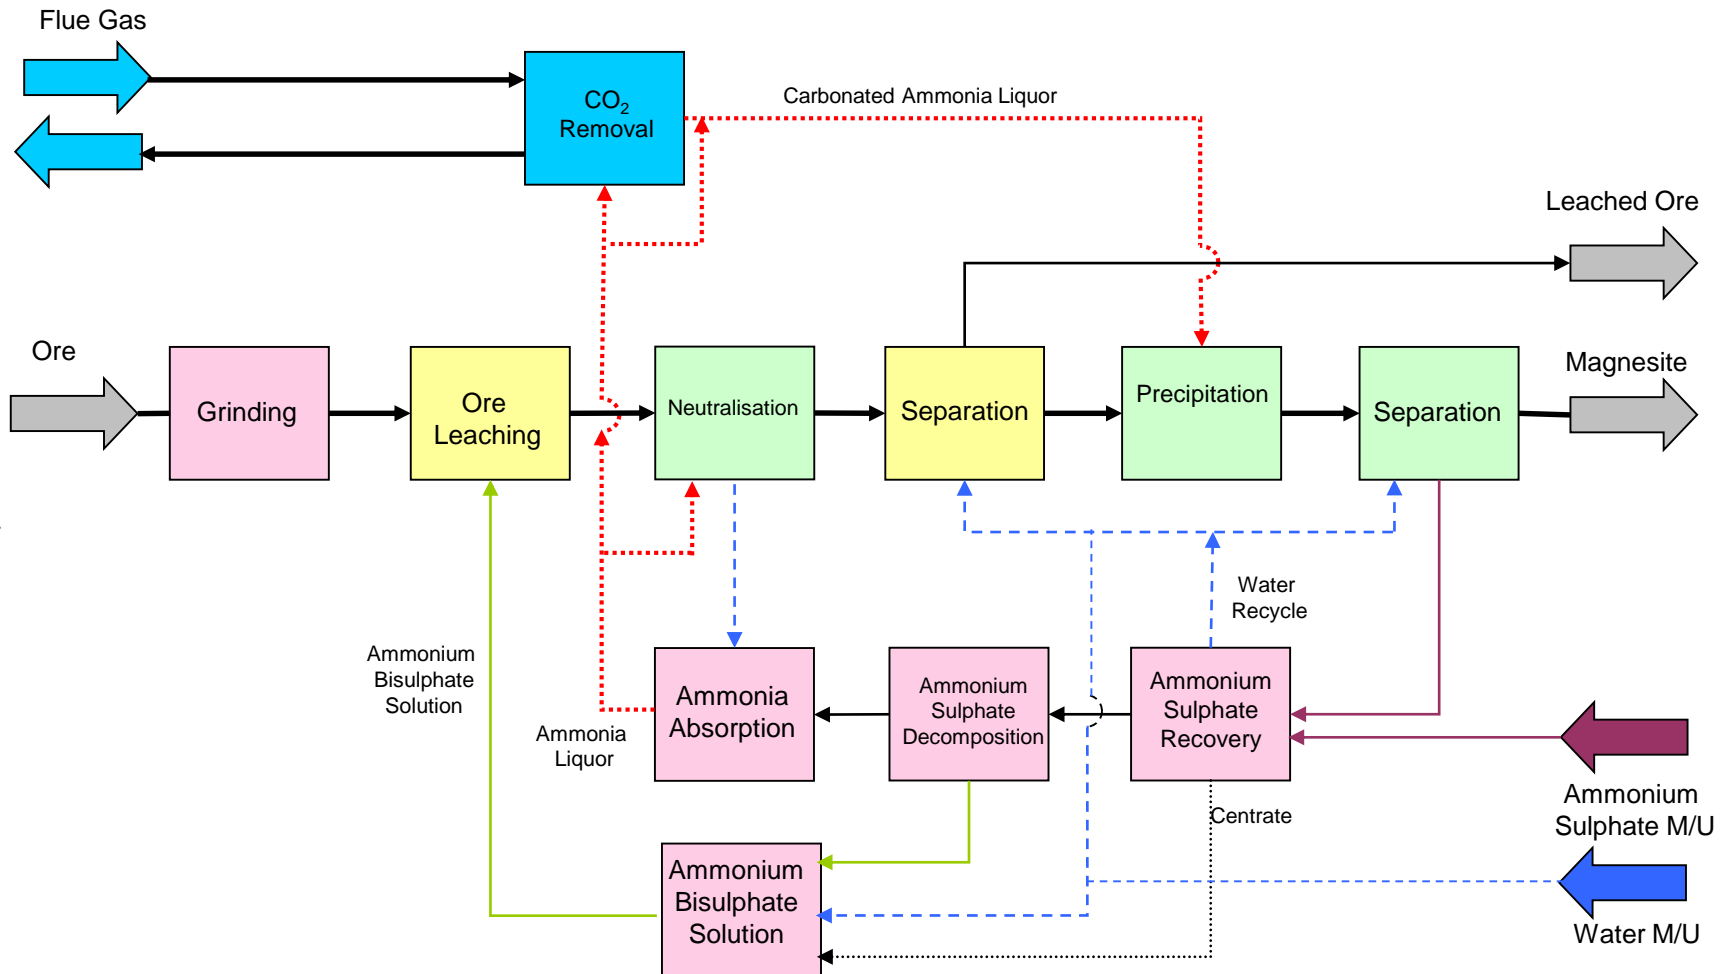 Flue Gas
CO₂
Removal
Carbonated Ammonia Liquor
Leached Ore
Ore
Grinding
Ore
Leaching
Neutralisation
Separation
Precipitation
Separation
Magnesite
Water
Recycle
Ammonium
Bisulphate
Solution
Ammonia
Liquor
Ammonia
Absorption
Ammonium
Sulphate
Decomposition
Ammonium
Sulphate
Recovery
Centrate
Ammonium
Sulphate M/U
Ammonium
Bisulphate
Solution
Water M/U